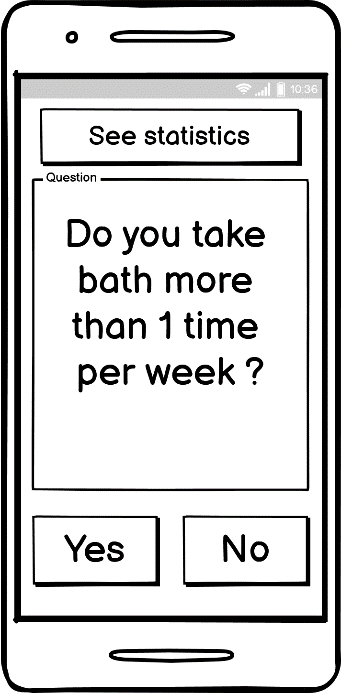 10:36
See statistics
Question
Do you take
bath more
than 1 time
per week ?
Yes No